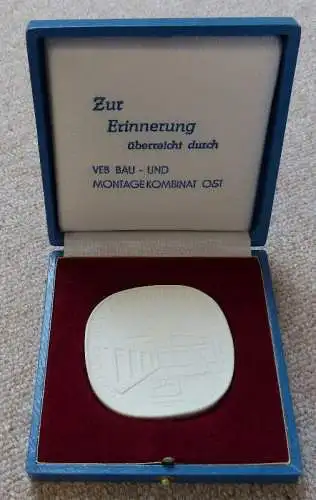 Zur
Erinnerung
überreicht durch
VEB BAU - UND
MONTAGEKOMBINAT OST